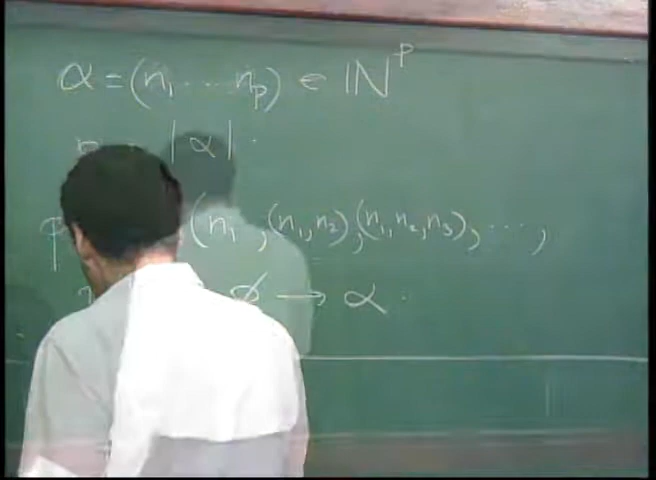 α = (n₁ ... nₚ) ∈ ℕᵖ
|α| .
(n₁, (n₁, n₂), (n₁, n₂, n₃), ..., 
∅ → α .